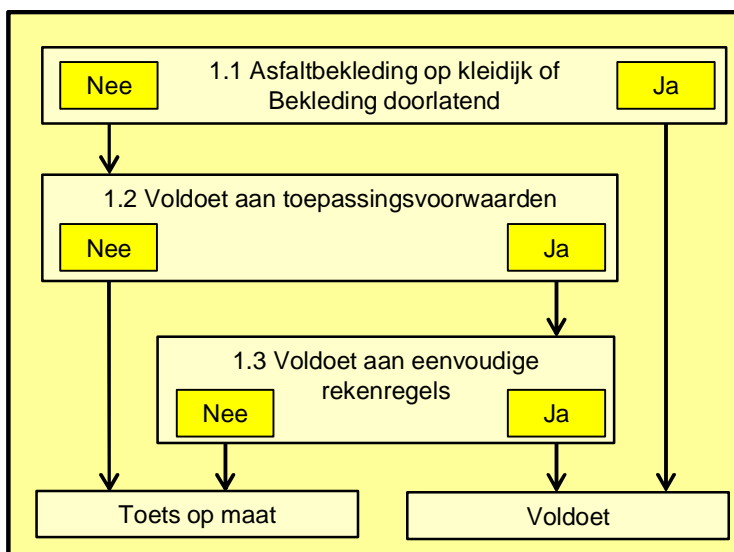 1.1 Asfaltbekleding op kleidijk of
Bekleding doorlatend
Nee
Ja
1.2 Voldoet aan toepassingsvoorwaarden
Nee
Ja
1.3 Voldoet aan eenvoudige
rekenregels
Nee
Ja
Toets op maat
Voldoet